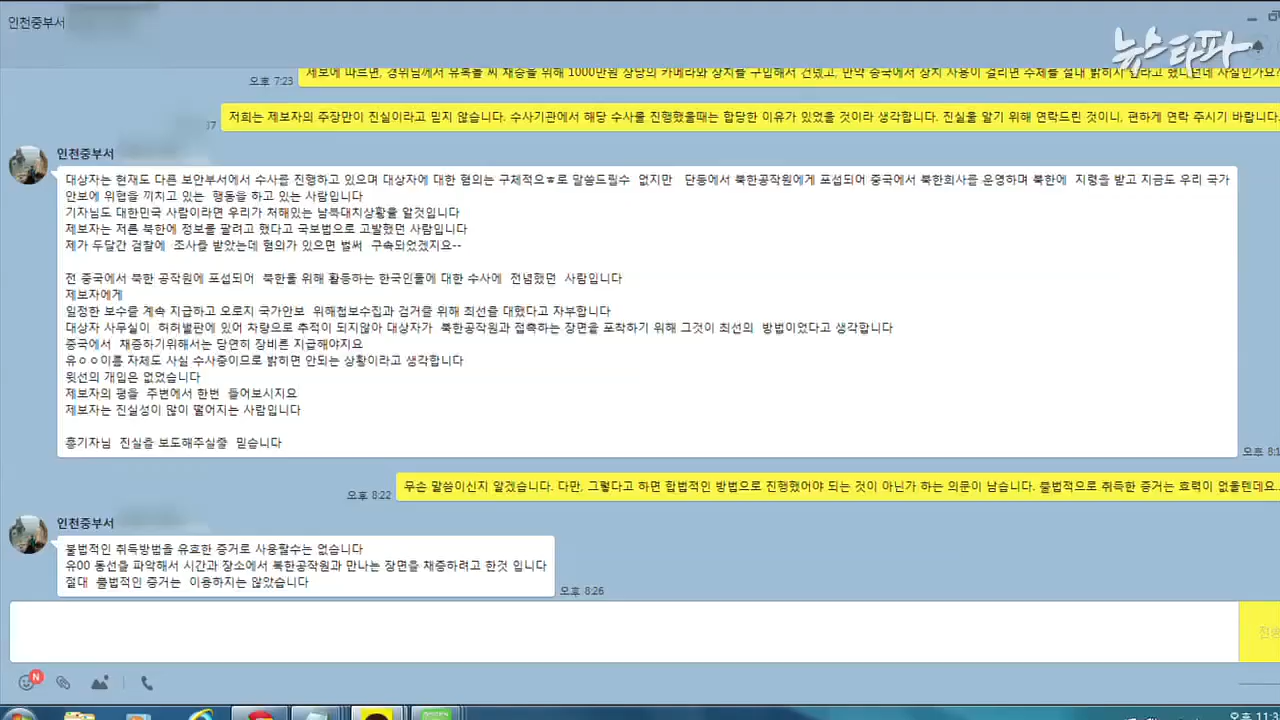 인천중부서
뉴스타파
제보에 따르면, 경위님께서 유 씨 채증을 위해 1000만원 상당의 카메라와 장치를 구입해서 건넸고, 만약 중국에서 장치 사용이 걸리면 주체를 절대 밝히지 말라고 했다던데 사실인가요?
오후 7:23
저희는 제보자의 주장만이 진실이라고 믿지 않습니다. 수사기관에서 해당 수사를 진행했을때는 합당한 이유가 있었을 것이라 생각합니다. 진실을 알기 위해 연락드린 것이니, 편하게 연락 주시기 바랍니다.
37
인천중부서
대상자는 현재도 다른 보안부서에서 수사를 진행하고 있으며 대상자에 대한 혐의는 구체적으ㅎ로 말씀드릴수 없지만 단동에서 북한공작원에게 포섭되어 중국에서 북한회사를 운영하며 북한에 지령을 받고 지금도 우리 국가
안보에 위협을 끼치고 있는 행동을 하고 있는 사람입니다
기자님도 대한민국 사람이라면 우리가 처해있는 남북대치상황을 알것입니다
제보자는 저른 북한에 정보를 팔려고 했다고 국보법으로 고발했던 사람입니다
제가 두달간 검찰에 조사를 받았는데 혐의가 있으면 벌써 구속되었겠지요--
전 중국에서 북한 공작원에 포섭되어 북한을 위해 활동하는 한국인들에 대한 수사에 전념했던 사람입니다
제보자에게
일정한 보수를 계속 지급하고 오로지 국가안보 위해첩보수집과 검거를 위해 최선을 대했다고 자부합니다
대상자 사무실이 허허벌판에 있어 차량으로 추적이 되지않아 대상자가 북한공작원과 접촉하는 장면을 포착하기 위해 그것이 최선의 방법이었다고 생각합니다
중국에서 채증하기위해서는 당연히 장비른 지급해야지요
유ㅇㅇ이름 자체도 사실 수사중이므로 밝히면 안되는 상황이라고 생각합니다
윗선의 개입은 없었습니다
제보자의 평을 주변에서 한번 들어보시지요
제보자는 진실성이 많이 떨어지는 사람입니다
홍기자님 진실을 보도해주실줄 믿습니다
오후 8:1
무슨 말씀이신지 알겠습니다. 다만, 그렇다고 하면 합법적인 방법으로 진행했어야 되는 것이 아닌가 하는 의문이 남습니다. 불법적으로 취득한 증거는 효력이 없을텐데요..
오후 8:22
인천중부서
불법적인 취득방법을 유효한 증거로 사용할수는 없습니다
유00 동선을 파악해서 시간과 장소에서 북한공작원과 만나는 장면을 채증하려고 한것 입니다
절대 불법적인 증거는 이용하지는 않았습니다
오후 8:26
전송
N
오후 11:3